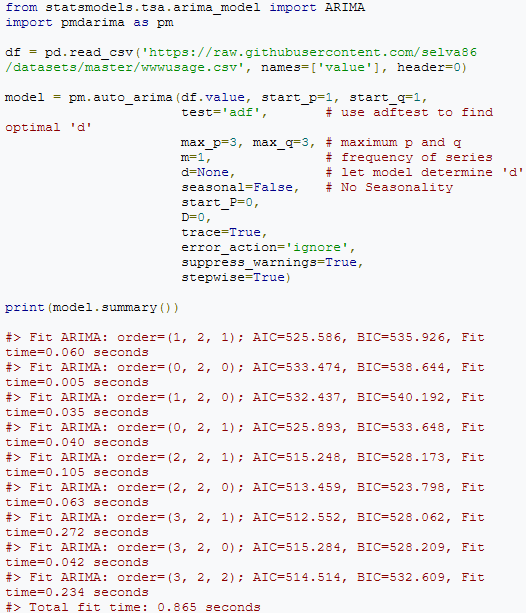 from statsmodels.tsa.arima_model import ARIMA
import pmdarima as pm
df = pd.read_csv('https://raw.githubusercontent.com/selva86
/datasets/master/wwwusage.csv', names=['value'], header=0)
model = pm.auto_arima(df.value, start_p=1, start_q=1,
test='adf',       # use adftest to find
optimal 'd'
max_p=3, max_q=3, # maximum p and q
m=1,              # frequency of series
d=None,           # let model determine 'd'
seasonal=False,   # No Seasonality
start_P=0,
D=0,
trace=True,
error_action='ignore',
suppress_warnings=True,
stepwise=True)
print(model.summary())
#> Fit ARIMA: order=(1, 2, 1); AIC=525.586, BIC=535.926, Fit
time=0.060 seconds
#> Fit ARIMA: order=(0, 2, 0); AIC=533.474, BIC=538.644, Fit
time=0.005 seconds
#> Fit ARIMA: order=(1, 2, 0); AIC=532.437, BIC=540.192, Fit
time=0.035 seconds
#> Fit ARIMA: order=(0, 2, 1); AIC=525.893, BIC=533.648, Fit
time=0.040 seconds
#> Fit ARIMA: order=(2, 2, 1); AIC=515.248, BIC=528.173, Fit
time=0.105 seconds
#> Fit ARIMA: order=(2, 2, 0); AIC=513.459, BIC=523.798, Fit
time=0.063 seconds
#> Fit ARIMA: order=(3, 2, 1); AIC=512.552, BIC=528.062, Fit
time=0.272 seconds
#> Fit ARIMA: order=(3, 2, 0); AIC=515.284, BIC=528.209, Fit
time=0.042 seconds
#> Fit ARIMA: order=(3, 2, 2); AIC=514.514, BIC=532.609, Fit
time=0.234 seconds
#> Total fit time: 0.865 seconds